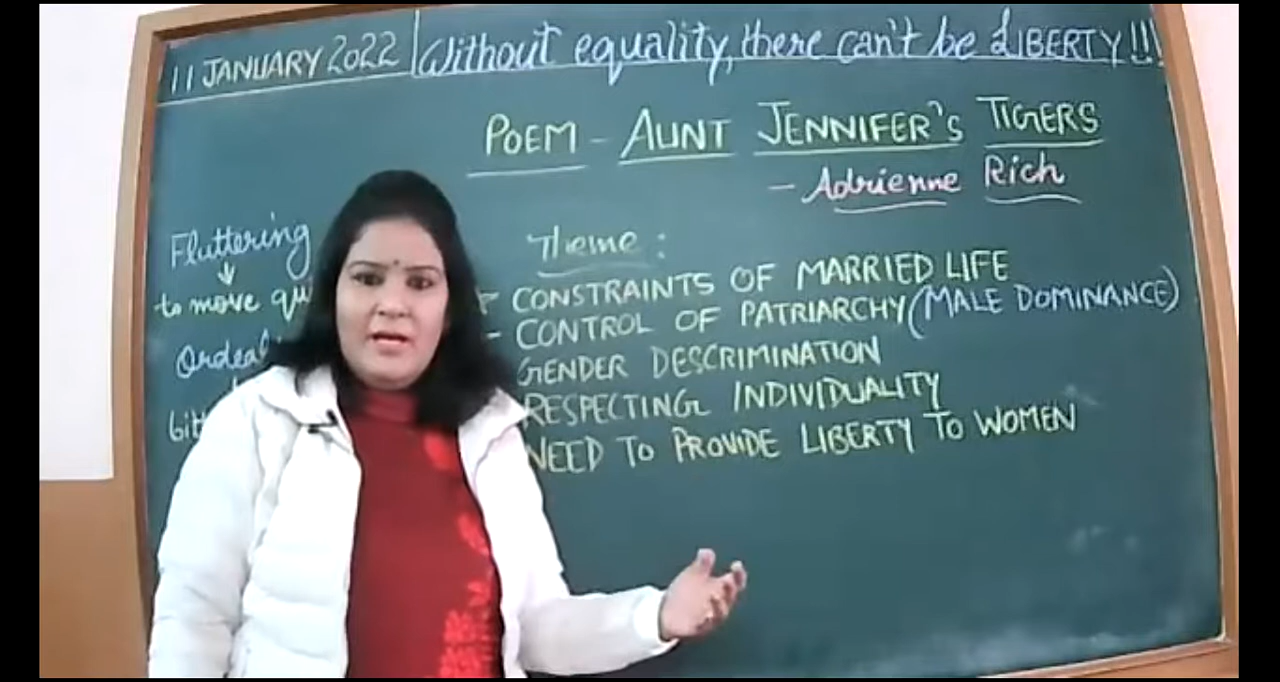 11 JANUARY 2022 | Without equality, there can't be LIBERTY!!!
POEM - AUNT JENNIFER'S TIGERS
- Adrienne Rich
Fluttering
↓
to move
Ordeal
Theme:
- CONSTRAINTS OF MARRIED LIFE
- CONTROL OF PATRIARCHY (MALE DOMINANCE)
GENDER DESCRIMINATION
RESPECTING INDIVIDUALITY
NEED TO PROVIDE LIBERTY TO WOMEN